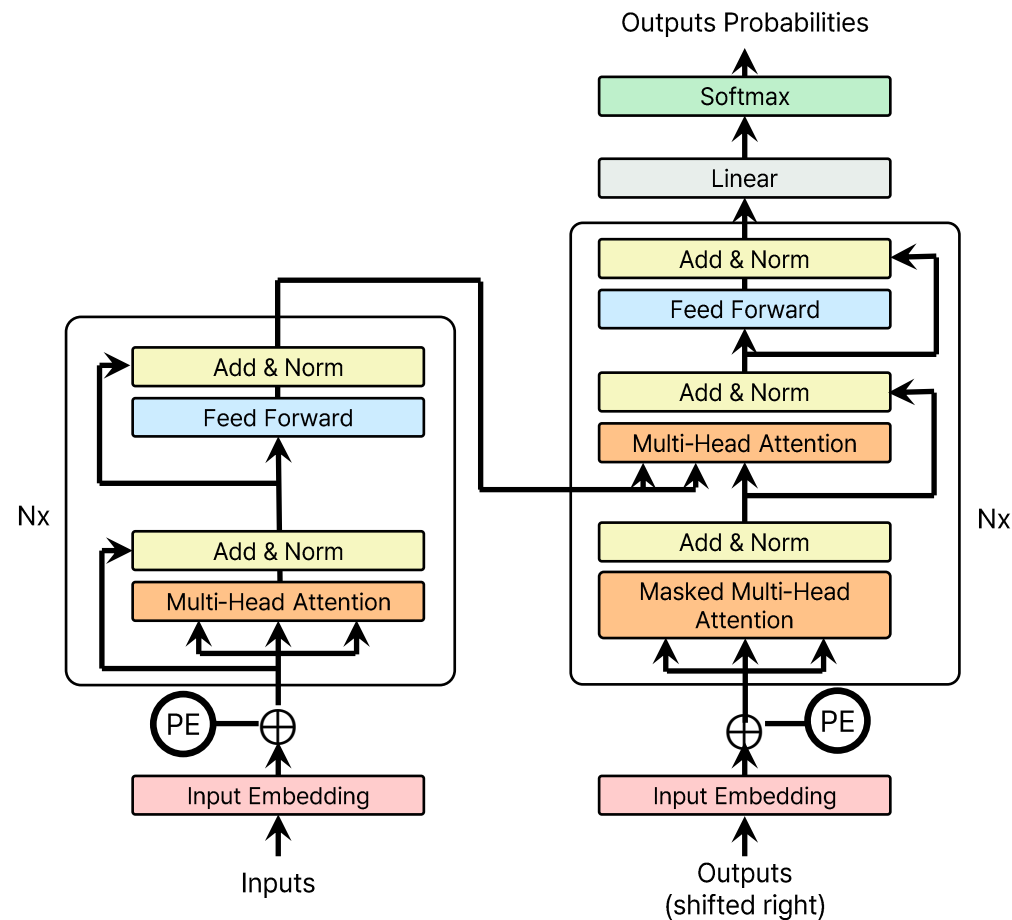 Outputs Probabilities
Softmax
Linear
Add & Norm
Feed Forward
Add & Norm
Multi-Head Attention
Add & Norm
Masked Multi-Head
Attention
Nx
PE
Input Embedding
Outputs
(shifted right)
Add & Norm
Feed Forward
Nx
Add & Norm
Multi-Head Attention
PE
Input Embedding
Inputs